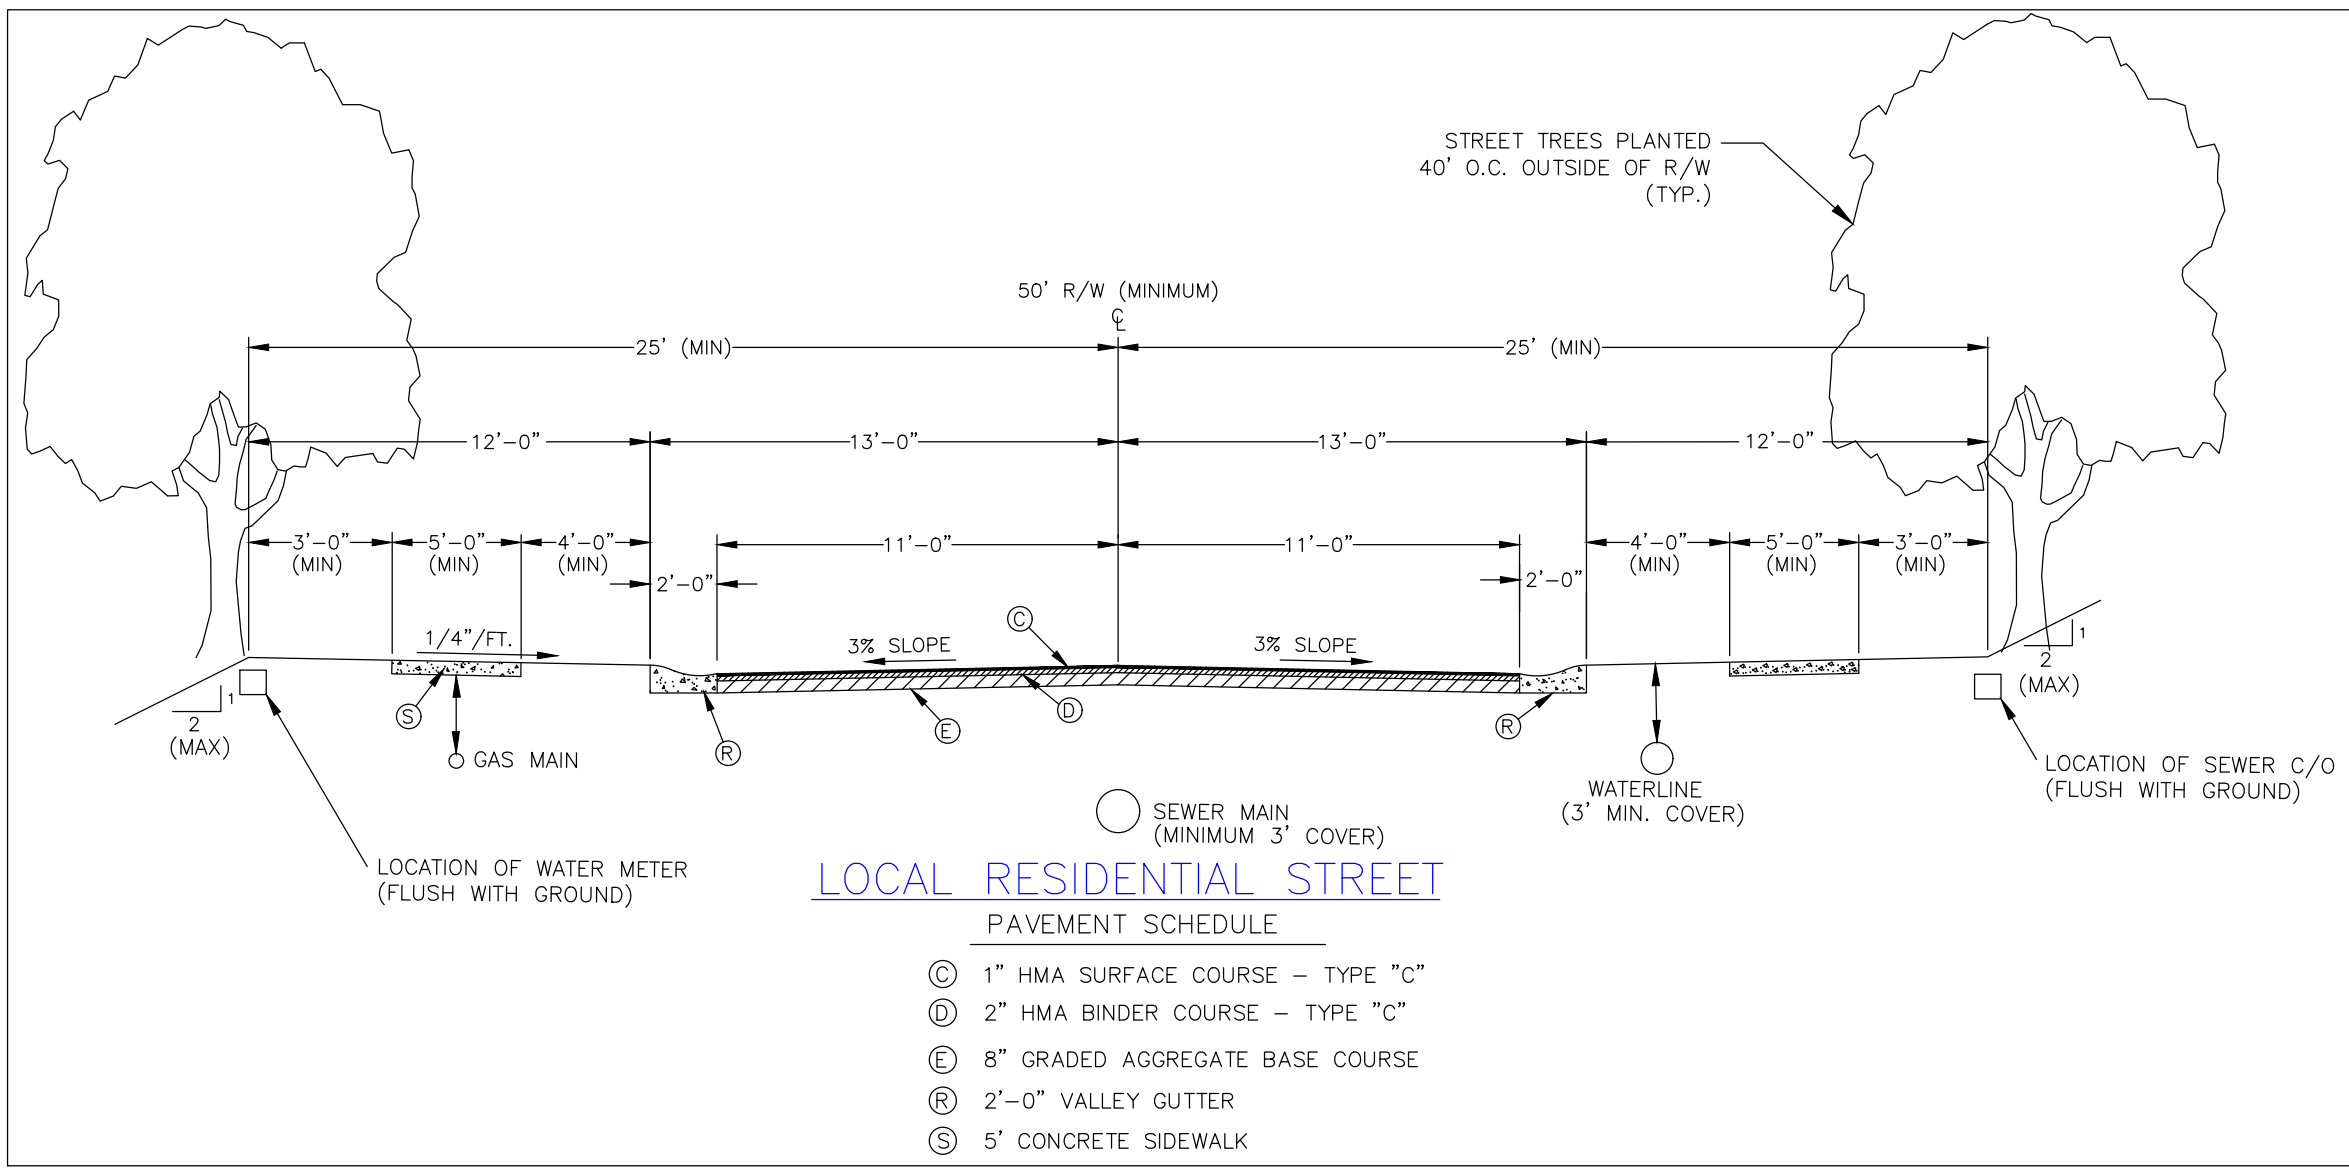 STREET TREES PLANTED
40' O.C. OUTSIDE OF R/W
(TYP.)
50' R/W (MINIMUM)
℄
25' (MIN)
25' (MIN)
12'-0"
13'-0"
13'-0"
12'-0"
3'-0"
(MIN)
5'-0"
(MIN)
4'-0"
(MIN)
2'-0"
11'-0"
11'-0"
2'-0"
4'-0"
(MIN)
5'-0"
(MIN)
3'-0"
(MIN)
1/4"/FT.
3% SLOPE
C
3% SLOPE
1
2
(MAX)
1
2
(MAX)
S
R
E
D
R
GAS MAIN
SEWER MAIN
(MINIMUM 3' COVER)
WATERLINE
(3' MIN. COVER)
LOCATION OF SEWER C/O
(FLUSH WITH GROUND)
LOCATION OF WATER METER
(FLUSH WITH GROUND)
LOCAL RESIDENTIAL STREET
PAVEMENT SCHEDULE
C 1" HMA SURFACE COURSE - TYPE "C"
D 2" HMA BINDER COURSE - TYPE "C"
E 8" GRADED AGGREGATE BASE COURSE
R 2'-0" VALLEY GUTTER
S 5' CONCRETE SIDEWALK